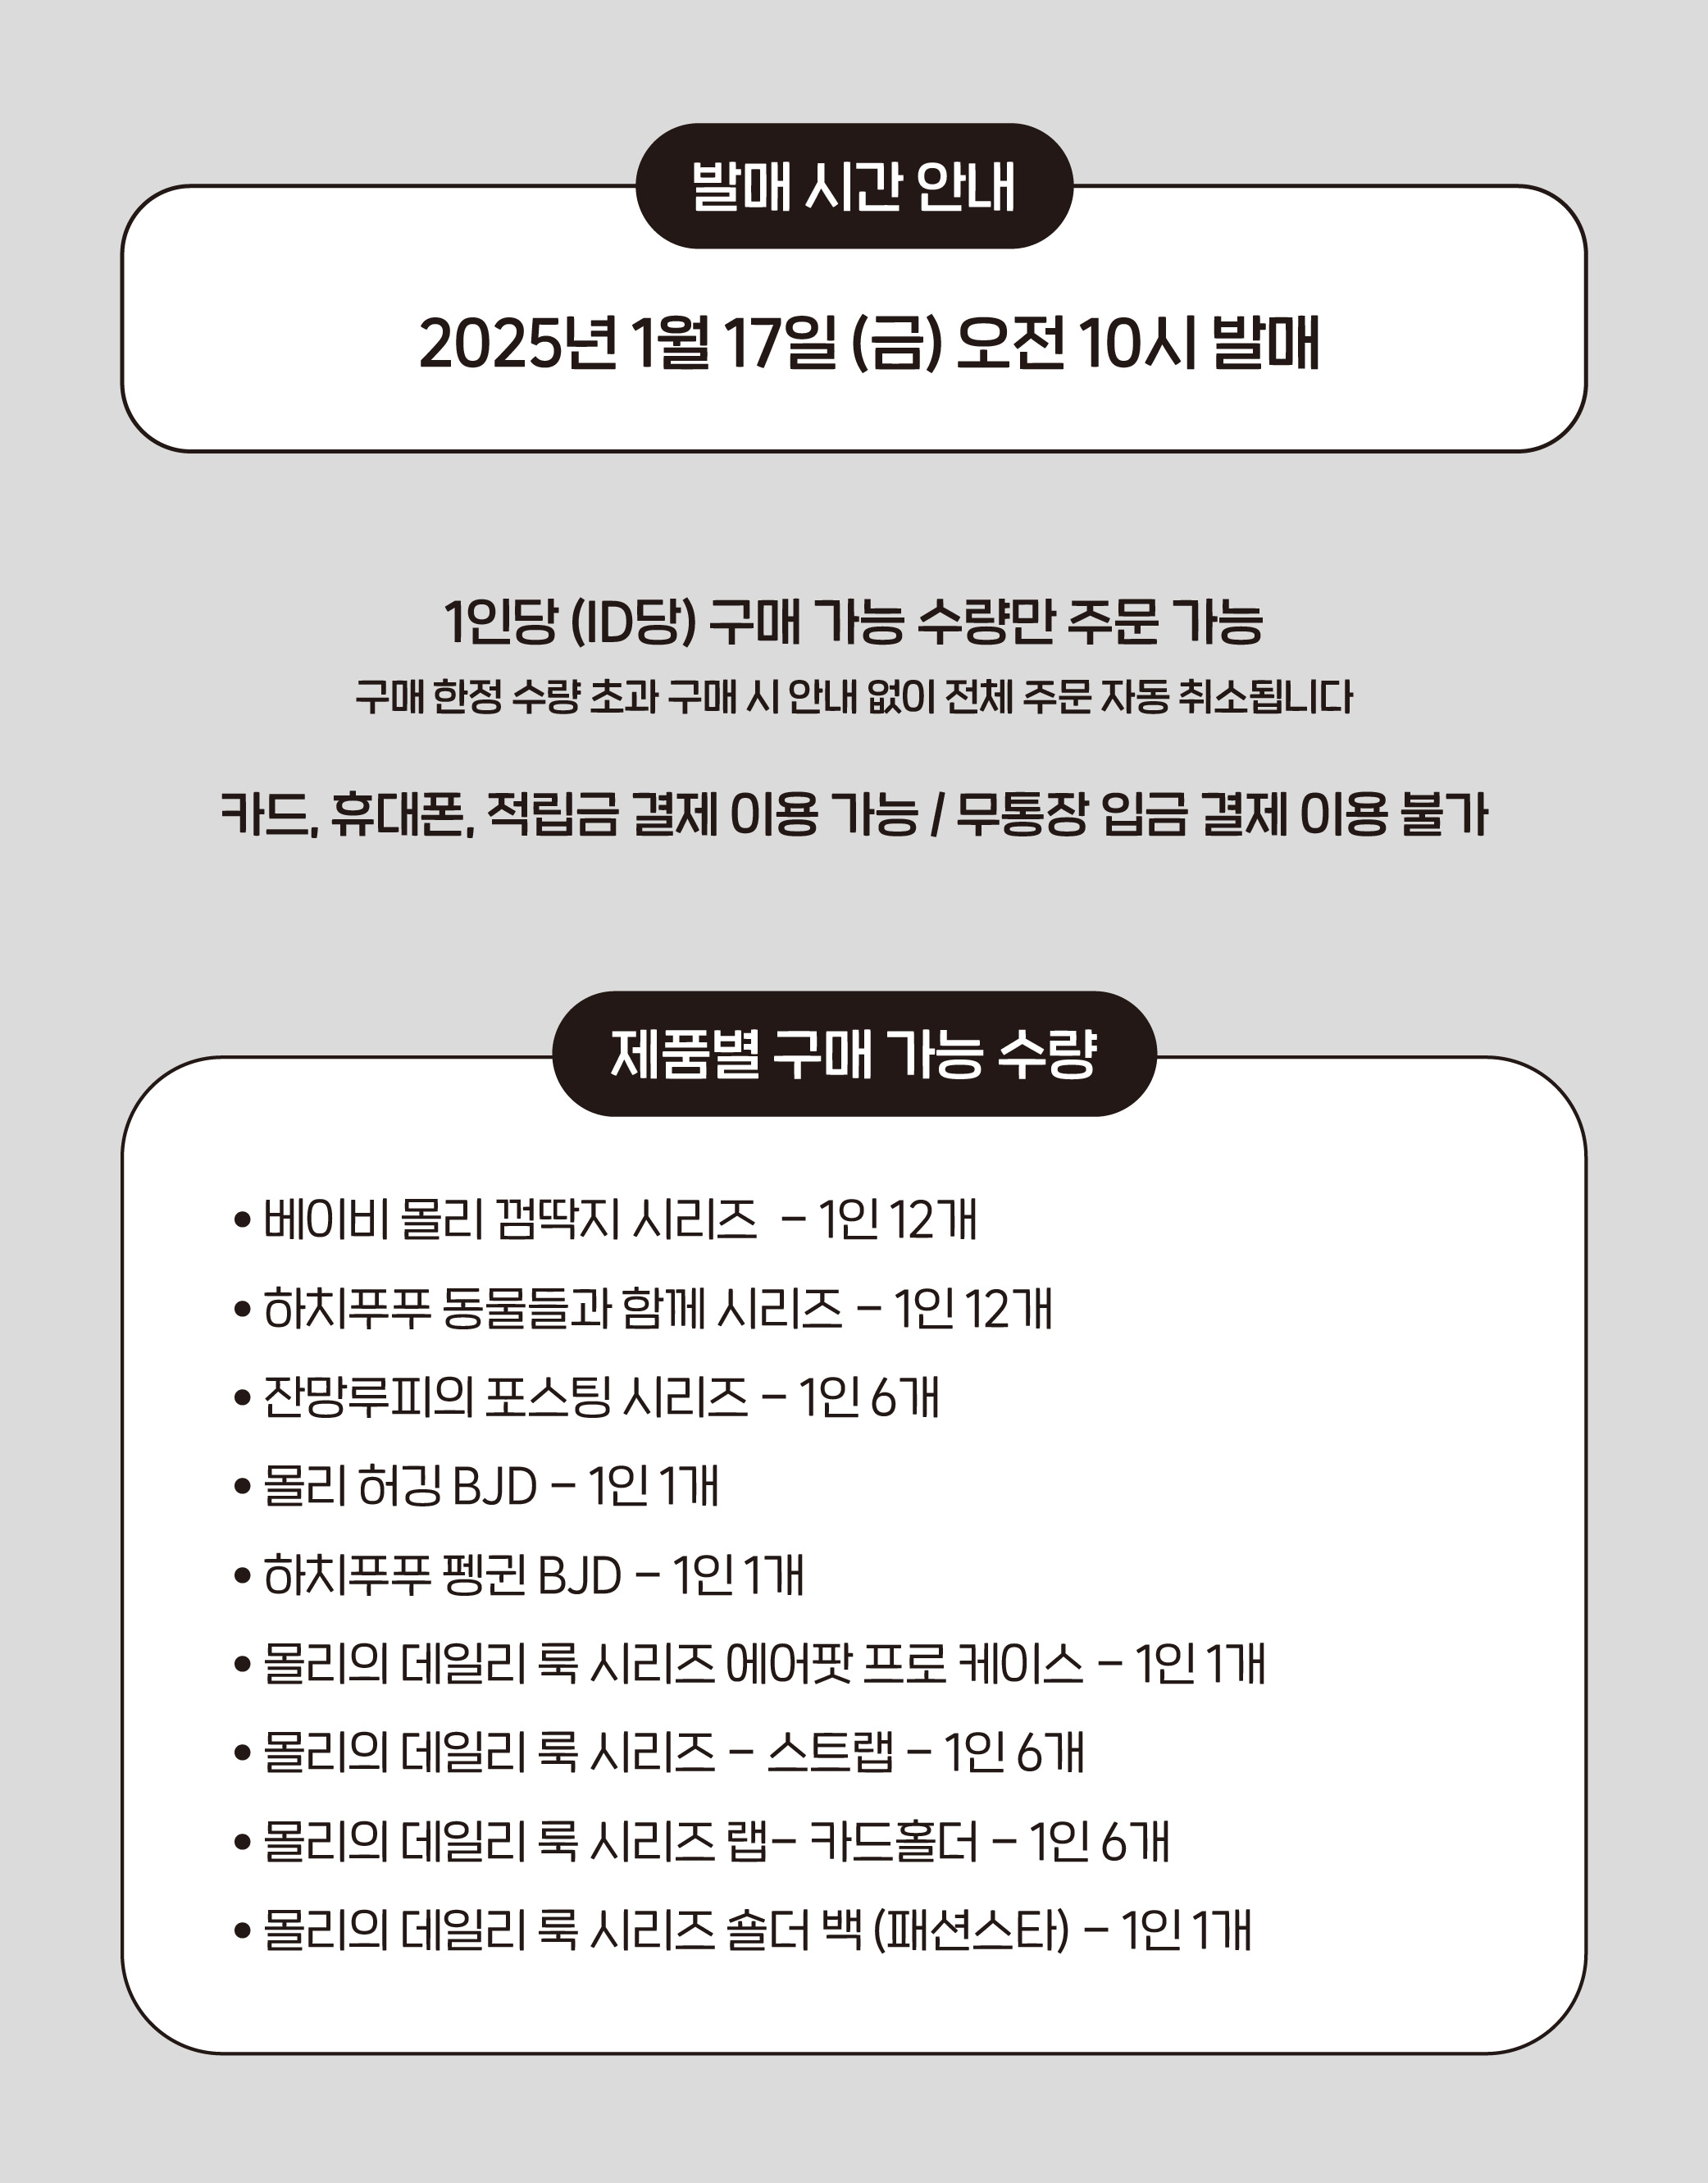 발매 시간 안내
2025년 1월 17일 (금) 오전 10시 발매
1인당 (ID당) 구매 가능 수량만 주문 가능
구매 한정 수량 초과 구매 시 안내 없이 전체 주문 자동 취소됩니다
카드, 휴대폰, 적립금 결제 이용 가능 / 무통장 입금 결제 이용 불가
제품별 구매 가능 수량
• 베이비 몰리 껌딱지 시리즈 – 1인 12개
• 하치푸푸 동물들과 함께 시리즈 – 1인 12개
• 잔망루피의 포스팅 시리즈 – 1인 6개
• 몰리 허깅 BJD – 1인 1개
• 하치푸푸 펭귄 BJD – 1인 1개
• 몰리의 데일리 룩 시리즈 에어팟 프로 케이스 – 1인 1개
• 몰리의 데일리 룩 시리즈 – 스트랩 – 1인 6개
• 몰리의 데일리 룩 시리즈 랩– 카드홀더 – 1인 6개
• 몰리의 데일리 룩 시리즈 숄더 백 (패션스타) – 1인 1개